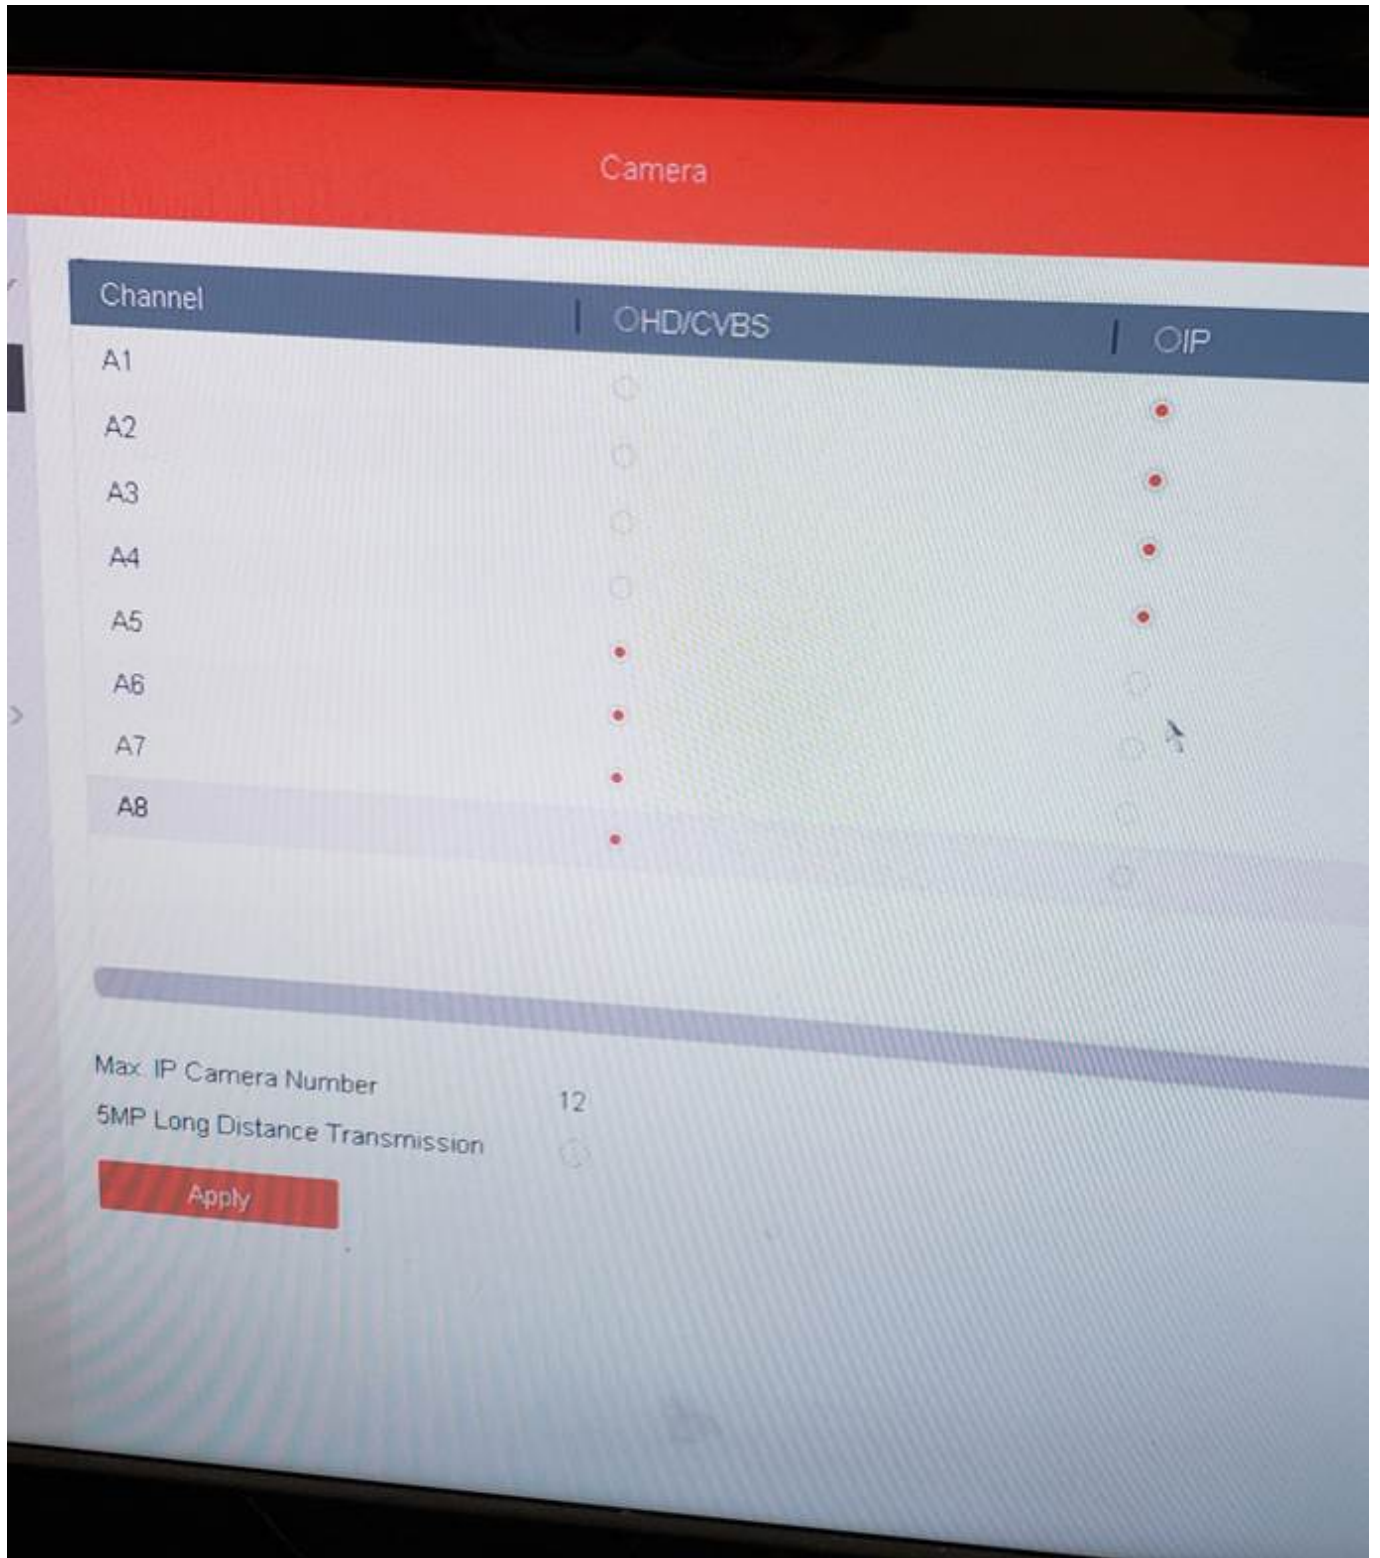 Camera
Channel HD/CVBS IP
A1
A2
A3
A4
A5
A6
A7
A8
Max. IP Camera Number 12
5MP Long Distance Transmission
Apply